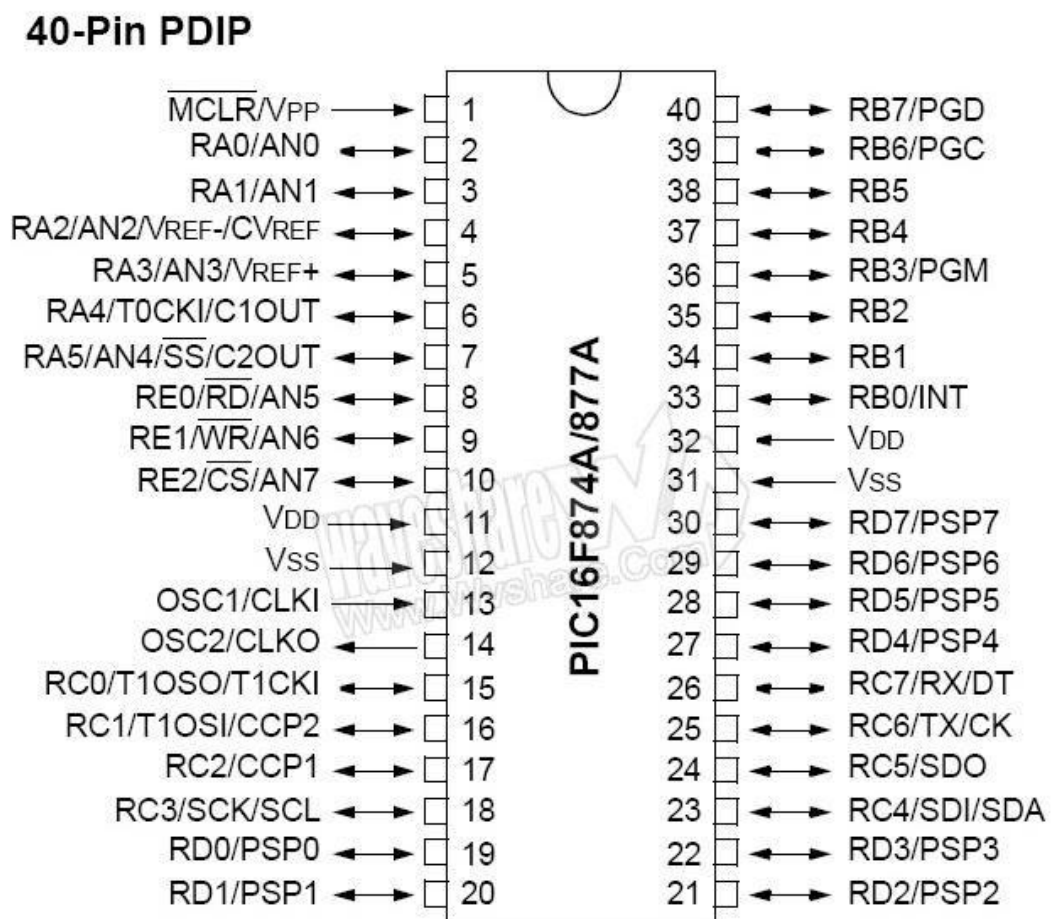 40-Pin PDIP
MCLR/VPP 1 40 RB7/PGD
RA0/AN0 2 39 RB6/PGC
RA1/AN1 3 38 RB5
RA2/AN2/VREF-/CVREF 4 37 RB4
RA3/AN3/VREF+ 5 36 RB3/PGM
RA4/T0CKI/C1OUT 6 35 RB2
RA5/AN4/SS/C2OUT 7 34 RB1
RE0/RD/AN5 8 33 RB0/INT
RE1/WR/AN6 9 32 VDD
RE2/CS/AN7 10 31 VSS
VDD 11 30 RD7/PSP7
VSS 12 29 RD6/PSP6
OSC1/CLKI 13 28 RD5/PSP5
OSC2/CLKO 14 27 RD4/PSP4
RC0/T1OSO/T1CKI 15 26 RC7/RX/DT
RC1/T1OSI/CCP2 16 25 RC6/TX/CK
RC2/CCP1 17 24 RC5/SDO
RC3/SCK/SCL 18 23 RC4/SDI/SDA
RD0/PSP0 19 22 RD3/PSP3
RD1/PSP1 20 21 RD2/PSP2
PIC16F874A/877A
waveshare